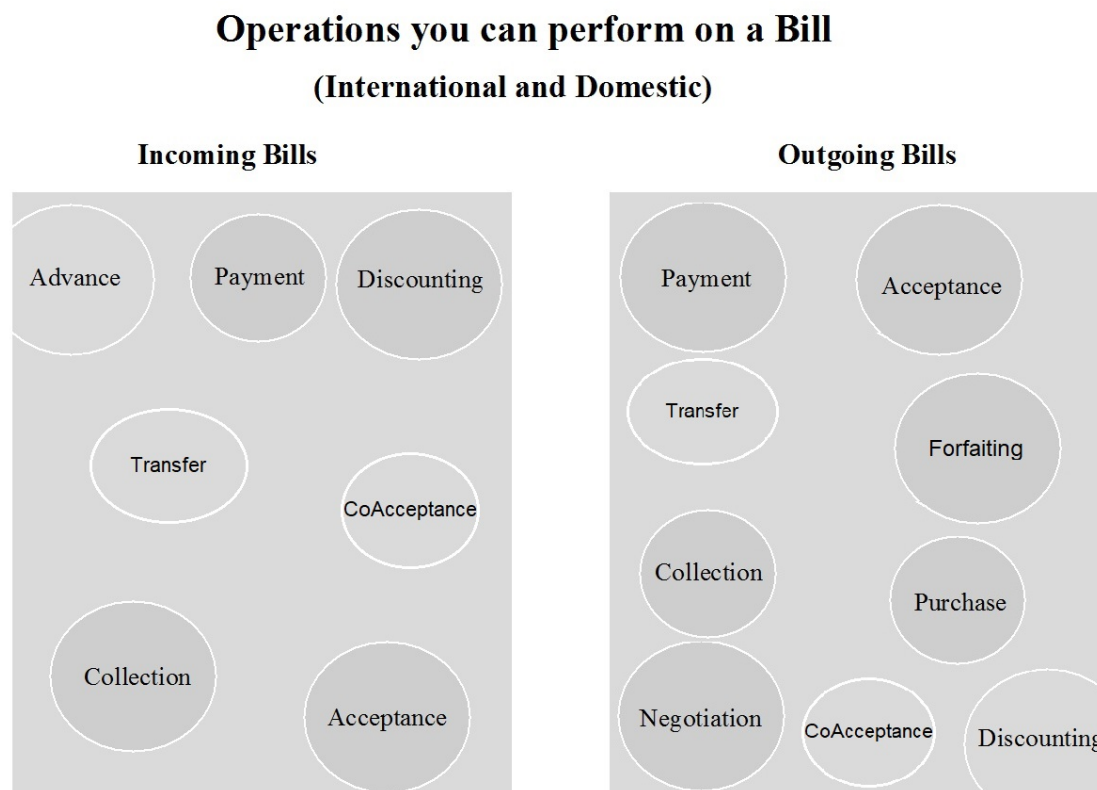 Operations you can perform on a Bill
(International and Domestic)
Incoming Bills
Advance
Payment
Discounting
Transfer
CoAcceptance
Collection
Acceptance
Outgoing Bills
Payment
Acceptance
Transfer
Forfaiting
Collection
Purchase
Negotiation
CoAcceptance
Discounting